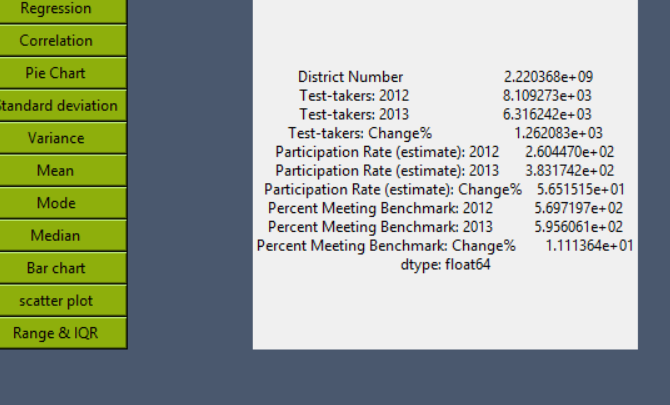 Regression
Correlation
Pie Chart
Standard deviation
Variance
Mean
Mode
Median
Bar chart
scatter plot
Range & IQR
District Number 2.220368e+09
Test-takers: 2012 8.109273e+03
Test-takers: 2013 6.316242e+03
Test-takers: Change% 1.262083e+03
Participation Rate (estimate): 2012 2.604470e+02
Participation Rate (estimate): 2013 3.831742e+02
Participation Rate (estimate): Change% 5.651515e+01
Percent Meeting Benchmark: 2012 5.697197e+02
Percent Meeting Benchmark: 2013 5.956061e+02
Percent Meeting Benchmark: Change% 1.111364e+01
dtype: float64